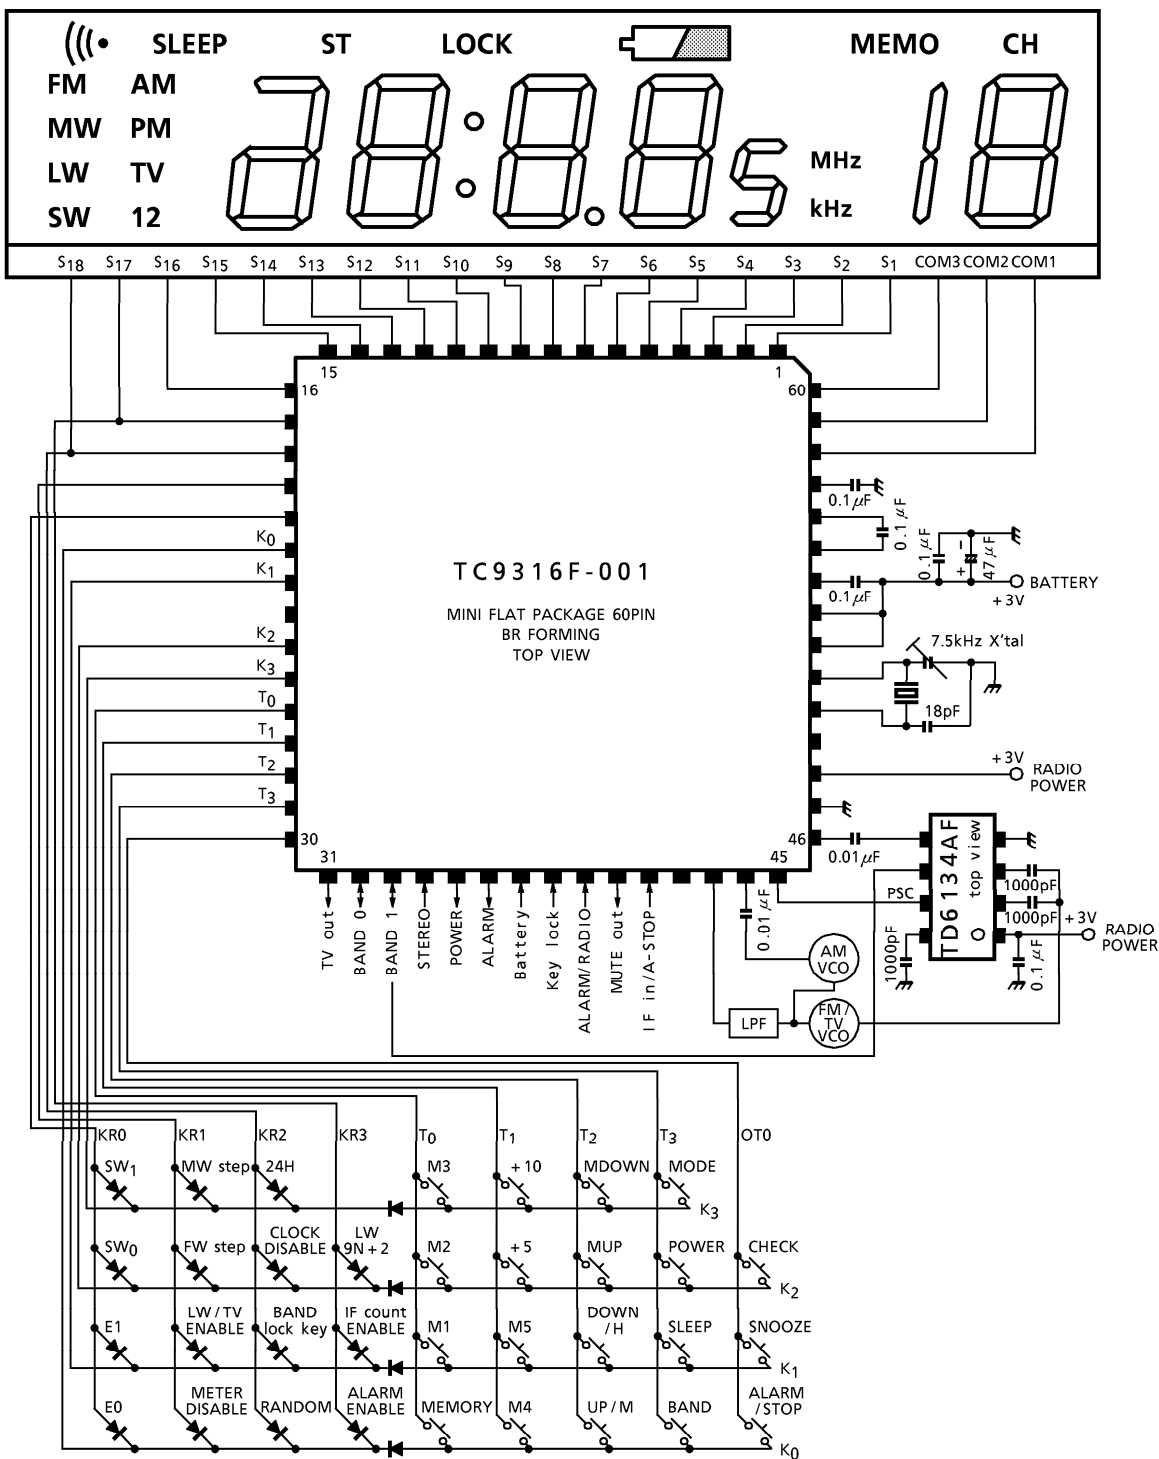 SLEEP ST LOCK MEMO CH
FM AM
MW PM
LW TV MHz
SW 12 kHz
28:8.85 18
S18 S17 S16 S15 S14 S13 S12 S11 S10 S9 S8 S7 S6 S5 S4 S3 S2 S1 COM3 COM2 COM1
15 1
16 60
0.1μF
0.1μF
K0
K1
TC9316F-001
MINI FLAT PACKAGE 60PIN
BR FORMING
TOP VIEW
0.1μF
0.1μF
- +
47μF
BATTERY
+3V
K2
K3
7.5kHz X'tal
18pF
T0
T1
T2
T3
+3V
RADIO
POWER
30 46
31 45
0.01μF
TD6134AF
top view
PSC
1000pF
1000pF
+3V
RADIO
POWER
1000pF
0.1μF
0.01μF
TV out
BAND 0
BAND 1
STEREO
POWER
ALARM
Battery
Key lock
ALARM/RADIO
MUTE out
IF in/A-STOP
AM
VCO
LPF
FM/
TV
VCO
KR0 KR1 KR2 KR3 T0 T1 T2 T3 OT0
SW1 MW step 24H M3 +10 MDOWN MODE
K3
SW0 FW step CLOCK
DISABLE LW
9N+2 M2 +5 MUP POWER CHECK
K2
E1 LW/TV
ENABLE BAND
lock key IF count
ENABLE M1 M5 DOWN
/H SLEEP SNOOZE
K1
E0 METER
DISABLE RANDOM ALARM
ENABLE MEMORY M4 UP/M BAND ALARM
/STOP
K0